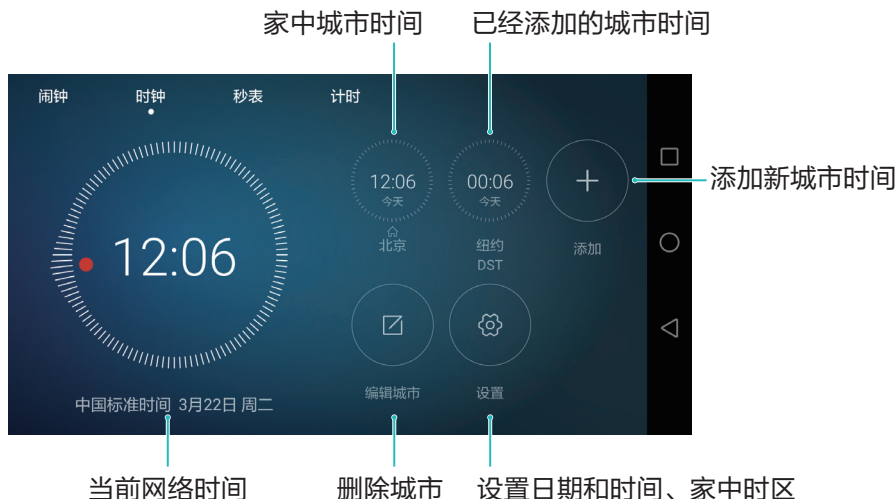 家中城市时间
已经添加的城市时间
闹钟
时钟
秒表
计时
12:06
今天
北京
00:06
今天
纽约
DST
添加
添加新城市时间
12:06
编辑城市
设置
中国标准时间 3月22日 周二
当前网络时间
删除城市
设置日期和时间、家中时区